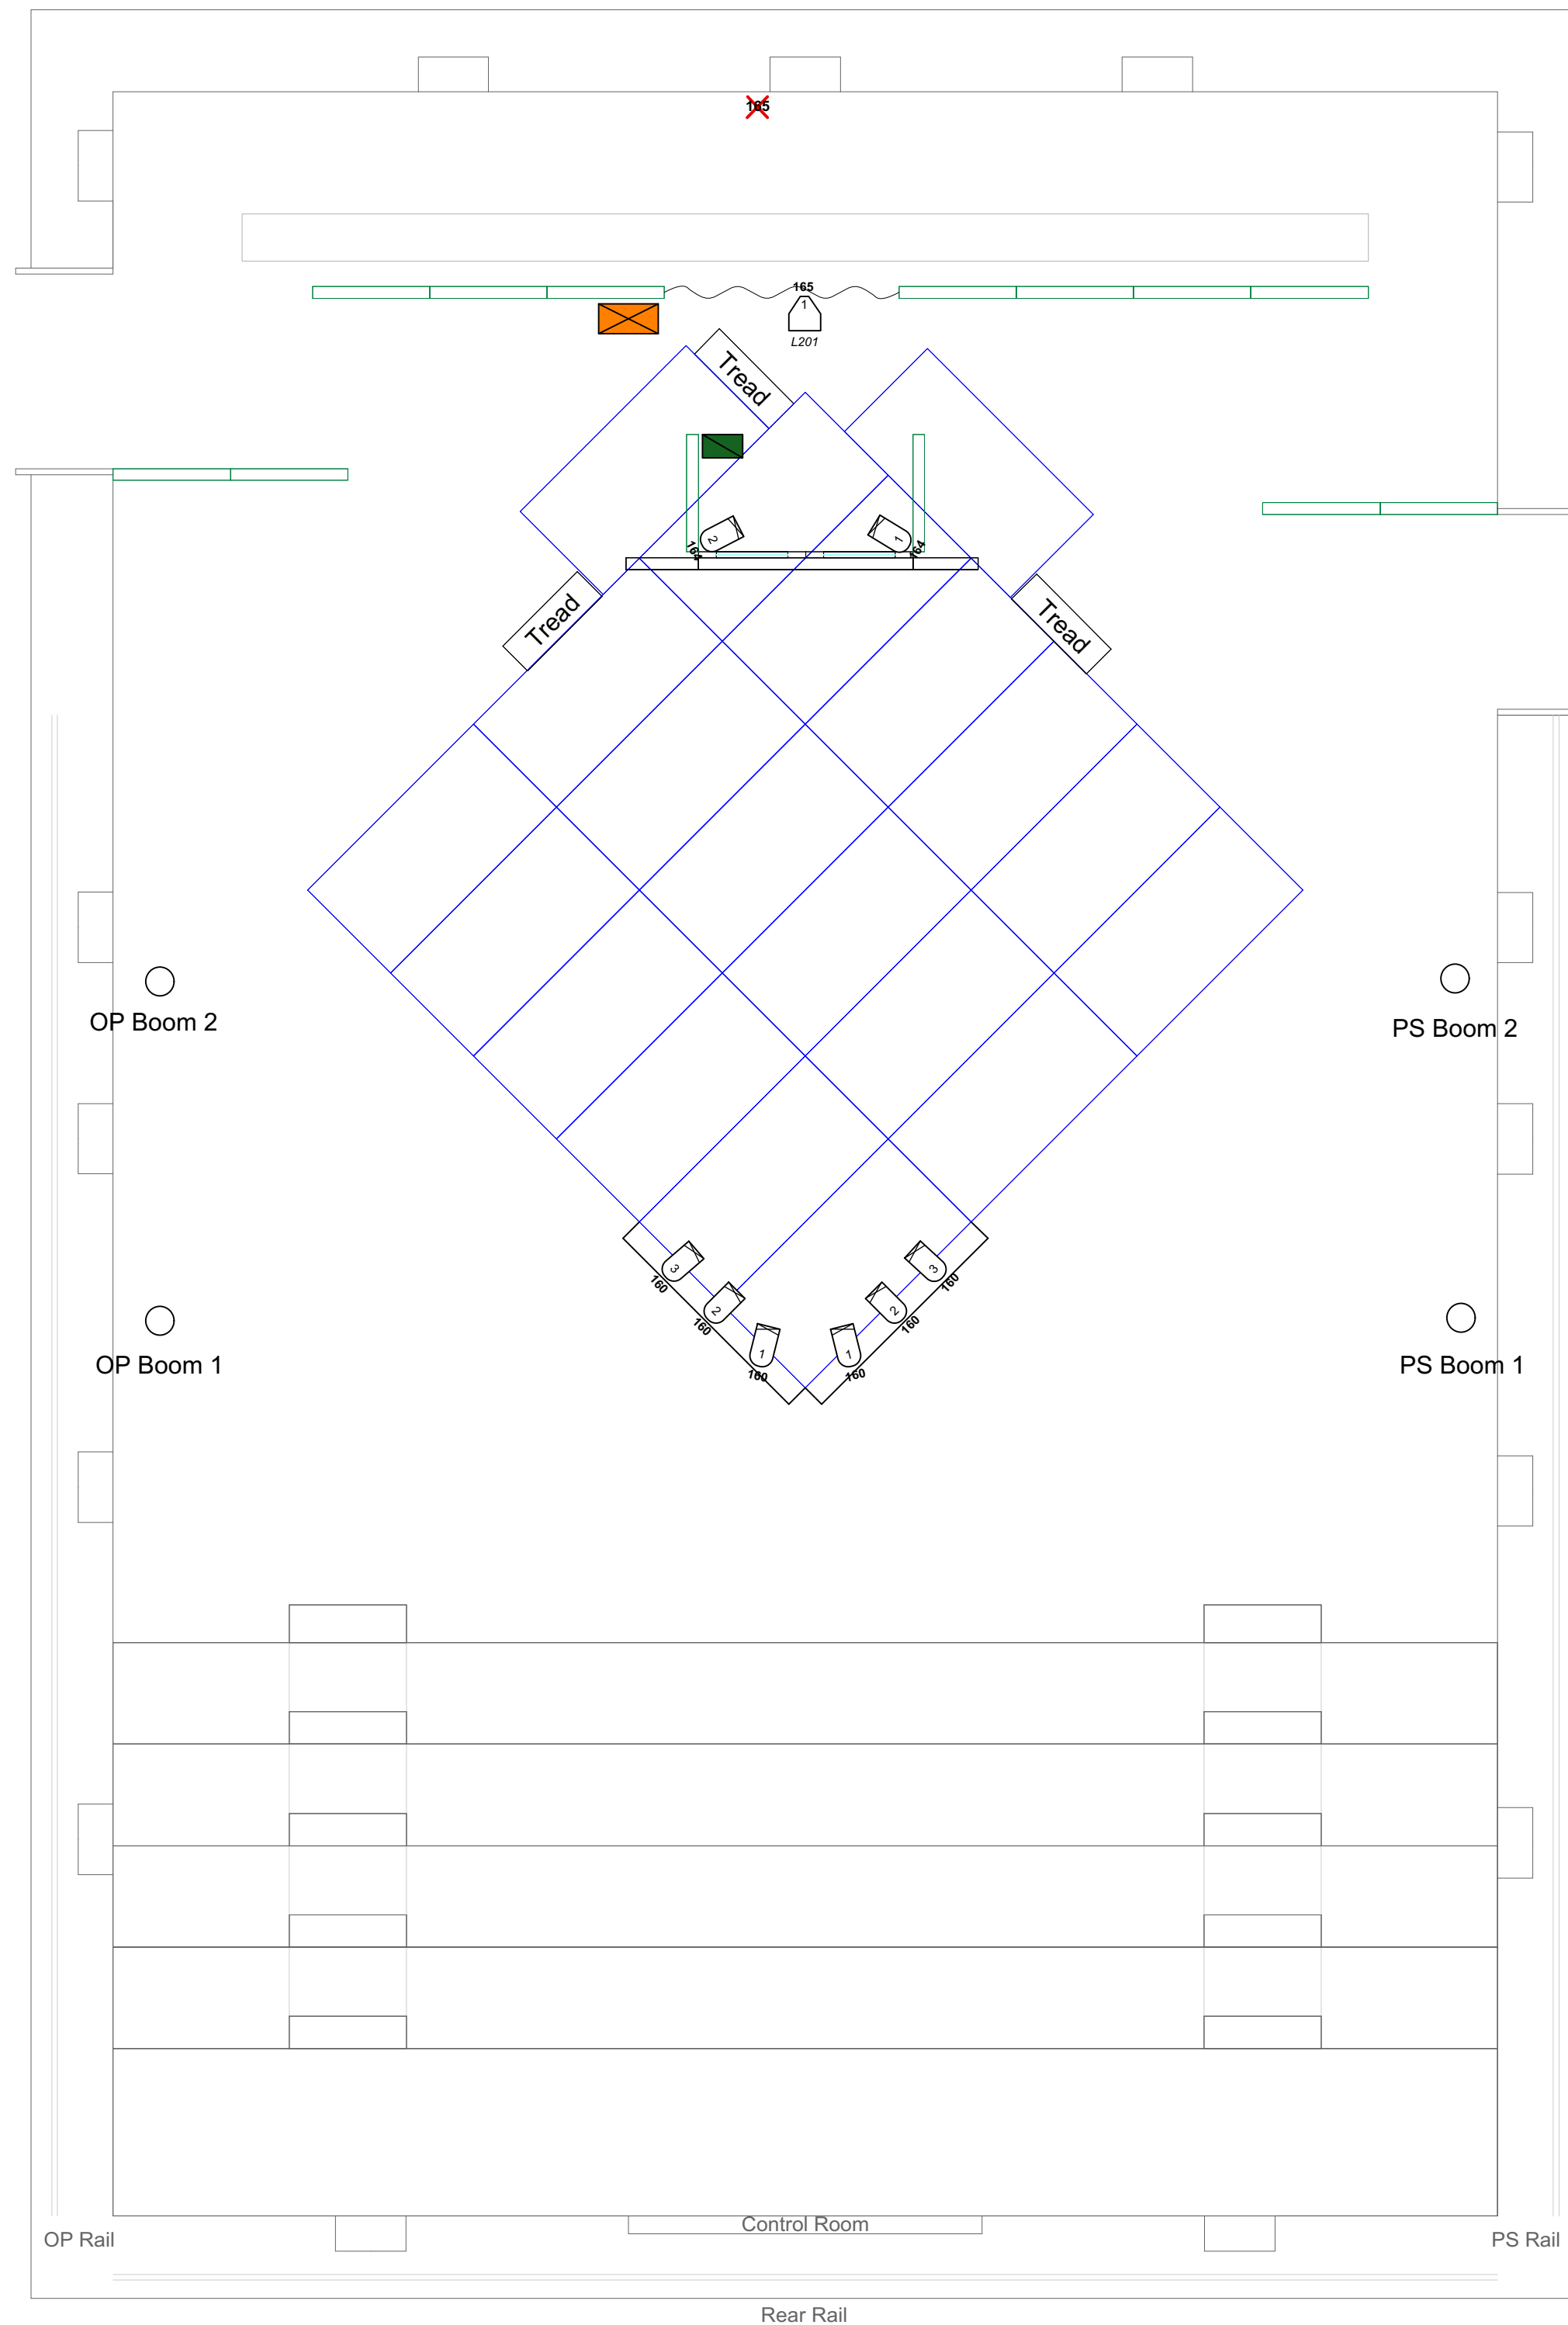 165
165
1
L201
Tread
2
1
164
164
Tread
Tread
OP Boom 2
PS Boom 2
3
3
160
160
2
2
160
160
1
1
160
160
OP Boom 1
PS Boom 1
Control Room
OP Rail
PS Rail
Rear Rail